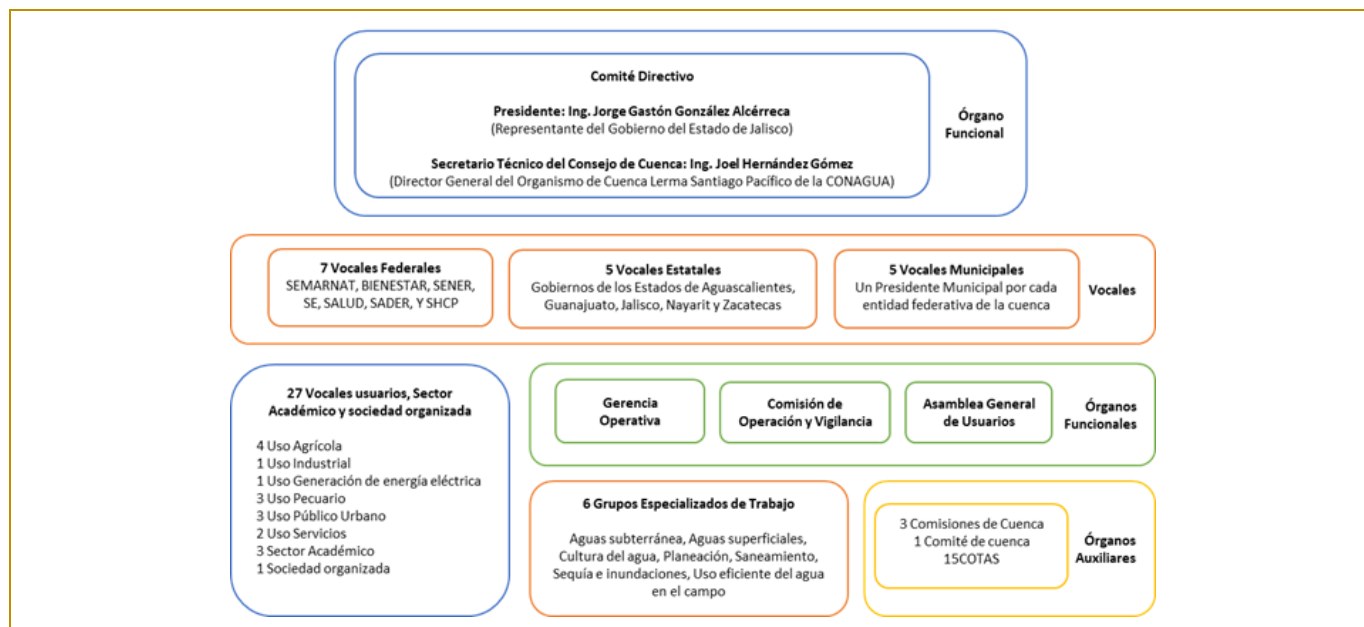 Comité Directivo
Presidente: Ing. Jorge Gastón González Alcérreca
(Representante del Gobierno del Estado de Jalisco)
Secretario Técnico del Consejo de Cuenca: Ing. Joel Hernández Gómez
(Director General del Organismo de Cuenca Lerma Santiago Pacífico de la CONAGUA)
Órgano
Funcional
7 Vocales Federales
SEMARNAT, BIENESTAR, SENER,
SE, SALUD, SADER, Y SHCP
5 Vocales Estatales
Gobiernos de los Estados de Aguascalientes,
Guanajuato, Jalisco, Nayarit y Zacatecas
5 Vocales Municipales
Un Presidente Municipal por cada
entidad federativa de la cuenca
Vocales
27 Vocales usuarios, Sector
Académico y sociedad organizada
4 Uso Agrícola
1 Uso Industrial
1 Uso Generación de energía eléctrica
3 Uso Pecuario
3 Uso Público Urbano
2 Uso Servicios
3 Sector Académico
1 Sociedad organizada
Gerencia
Operativa
Comisión de
Operación y Vigilancia
Asamblea General
de Usuarios
Órganos
Funcionales
6 Grupos Especializados de Trabajo
Aguas subterránea, Aguas superficiales,
Cultura del agua, Planeación, Saneamiento,
Sequía e inundaciones, Uso eficiente del agua
en el campo
3 Comisiones de Cuenca
1 Comité de cuenca
15COTAS
Órganos
Auxiliares